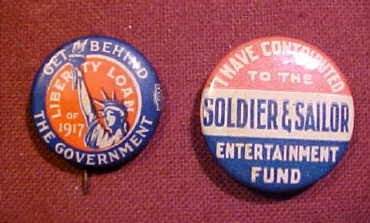 GET BEHIND
THE GOVERNMENT
LIBERTY LOAN
OF
1917
I HAVE CONTRIBUTED
TO THE
SOLDIER & SAILOR
ENTERTAINMENT
FUND